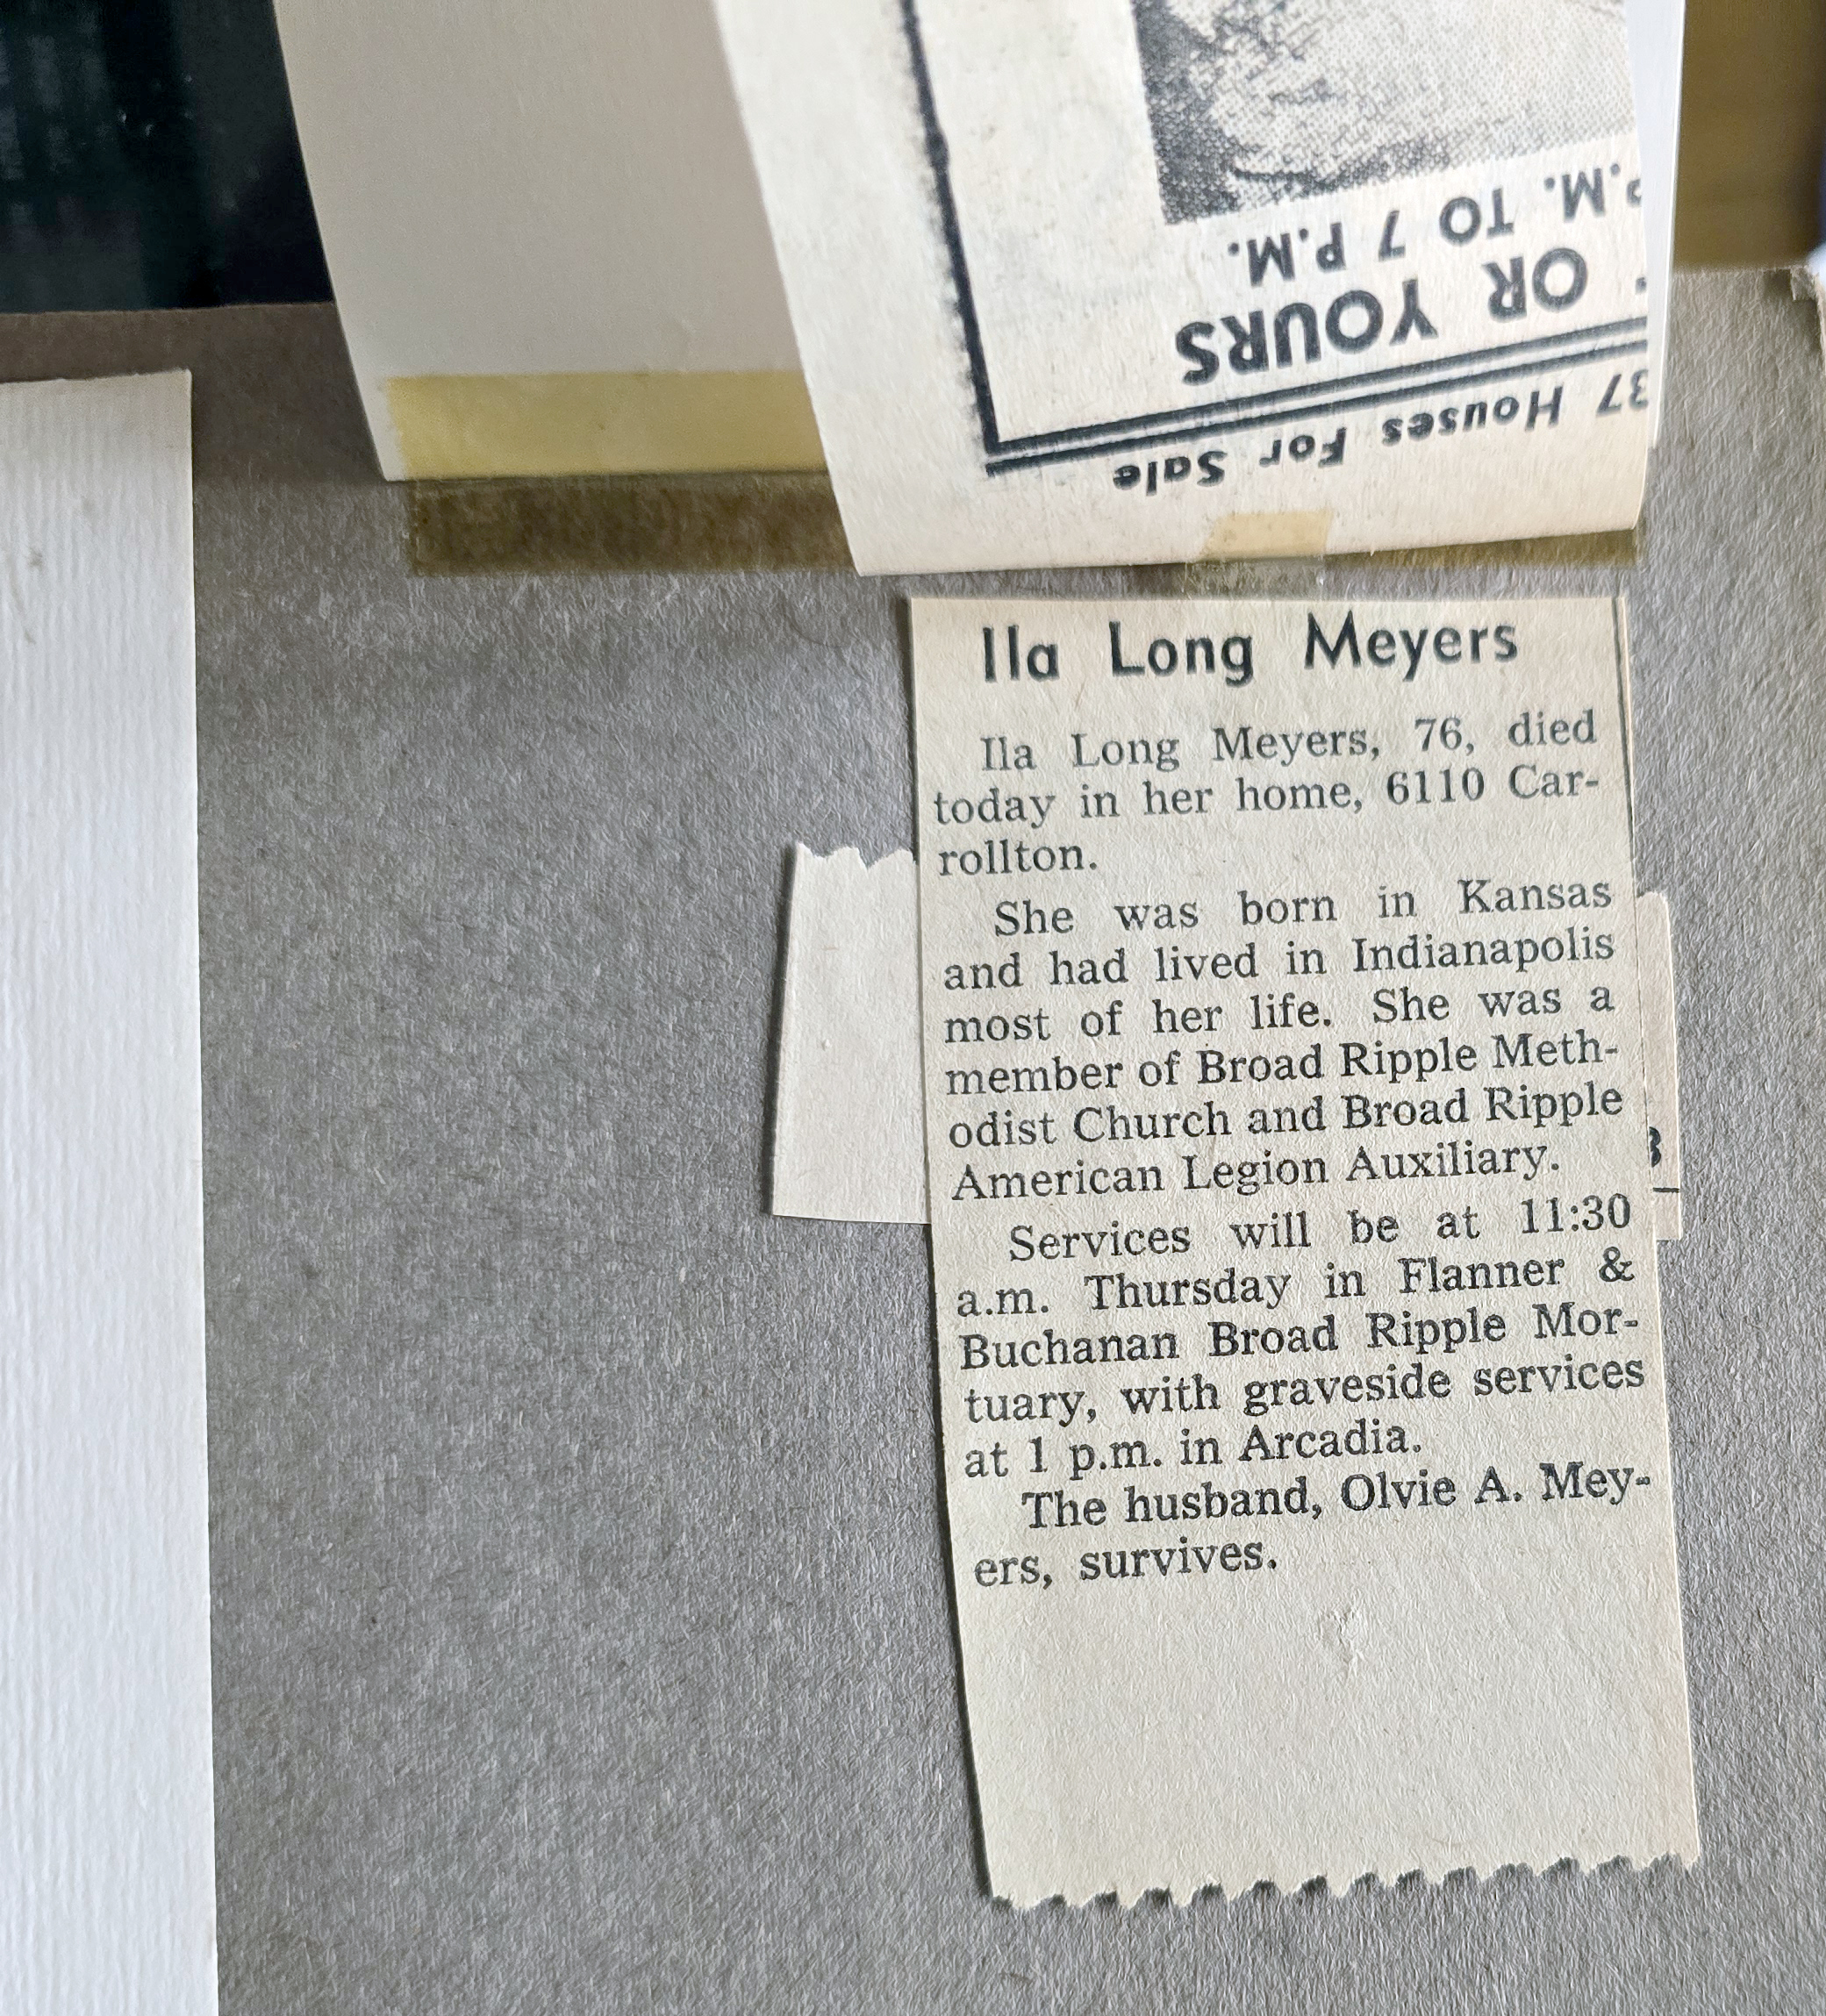 P.M. TO 7 P.M.
OR YOURS
37 Houses For Sale
Ila Long Meyers
Ila Long Meyers, 76, died
today in her home, 6110 Car-
rollton.
She was born in Kansas
and had lived in Indianapolis
most of her life. She was a
member of Broad Ripple Meth-
odist Church and Broad Ripple
American Legion Auxiliary.
Services will be at 11:30
a.m. Thursday in Flanner &
Buchanan Broad Ripple Mor-
tuary, with graveside services
at 1 p.m. in Arcadia.
The husband, Olvie A. Mey-
ers, survives.